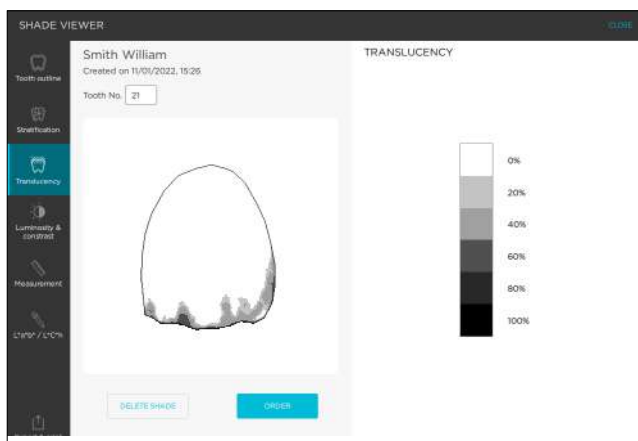 SHADE VIEWER
CLOSE
Tooth outline
Stratification
Translucency
Luminosity &
constrast
Measurement
L*a*b* / L*C*h
Smith William
Created on 11/01/2022, 15:26
Tooth No. 21
DELETE SHADE
ORDER
TRANSLUCENCY
0%
20%
40%
60%
80%
100%